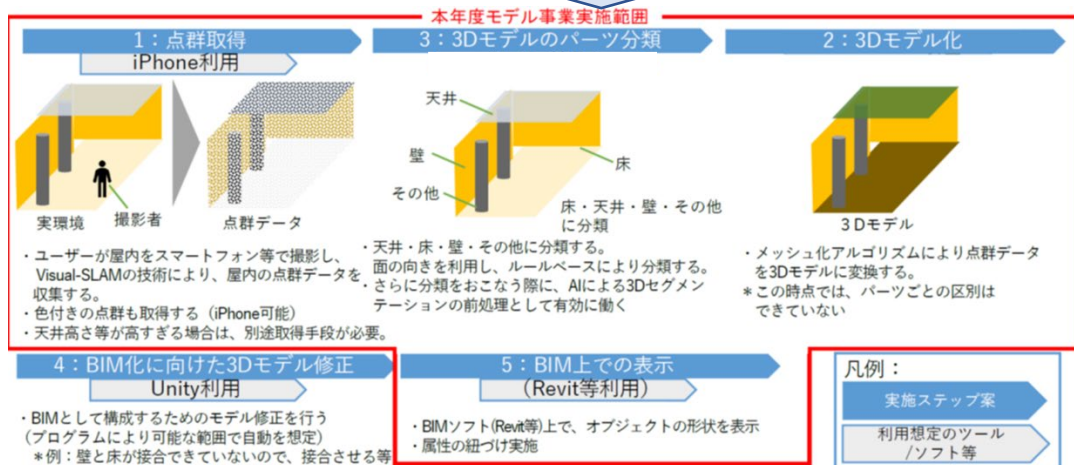 本年度モデル事業実施範囲
1：点群取得
iPhone利用
実環境
撮影者
点群データ
・ユーザーが屋内をスマートフォン等で撮影し、
Visual-SLAMの技術により、屋内の点群データを
収集する。
・色付きの点群も取得する（iPhone可能）
・天井高さ等が高すぎる場合は、別途取得手段が必要。
3：3Dモデルのパーツ分類
天井
壁
その他
床
床・天井・壁・その他
に分類
・天井・床・壁・その他に分類する。
面の向きを利用し、ルールベースにより分類する。
・さらに分類をおこなう際に、AIによる3Dセグメン
テーションの前処理として有効に働く
2：3Dモデル化
3Dモデル
・メッシュ化アルゴリズムにより点群データ
を3Dモデルに変換する。
＊この時点では、パーツごとの区別は
できていない
4：BIM化に向けた3Dモデル修正
Unity利用
・BIMとして構成するためのモデル修正を行う
(プログラムにより可能な範囲で自動を想定)
＊例：壁と床が接合できていないので、接合させる等
5：BIM上での表示
(Revit等利用)
・BIMソフト(Revit等)上で、オブジェクトの形状を表示
・属性の紐づけ実施
凡例：
実施ステップ案
利用想定のツール
/ソフト等